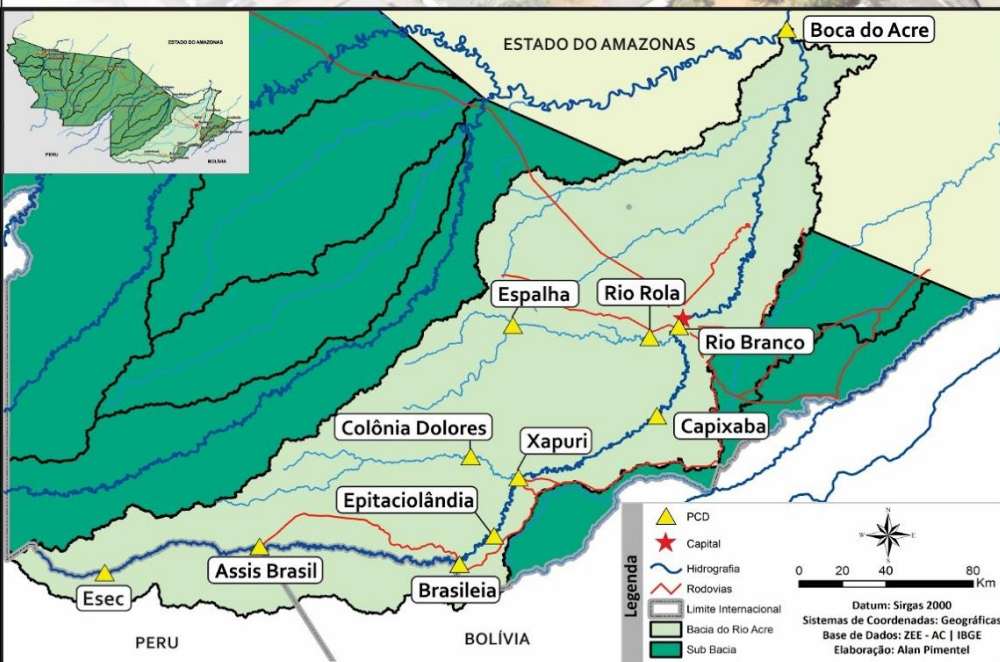 ESTADO DO AMAZONAS
PERU
BOLÍVIA
ESTADO DO AMAZONAS
Boca do Acre
Espalha
Rio Rola
Rio Branco
Capixaba
Colônia Dolores
Xapuri
Epitaciolândia
Assis Brasil
Brasileia
Esec
PERU
BOLÍVIA
Legenda
PCD
Capital
Hidrografia
Rodovias
Limite Internacional
Bacia do Rio Acre
Sub Bacia
N
W
E
S
0 20 40 80
Km
Datum: Sirgas 2000
Sistemas de Coordenadas: Geográficas
Base de Dados: ZEE - AC | IBGE
Elaboração: Alan Pimentel